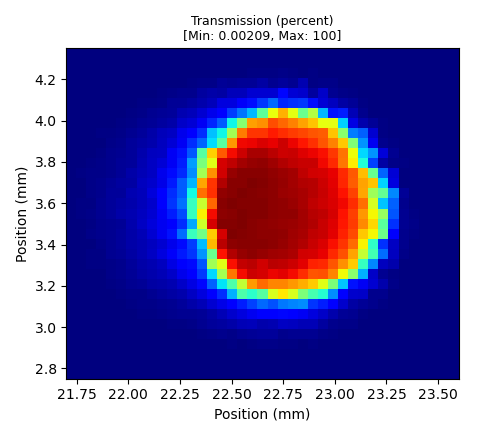 Transmission (percent)
[Min: 0.00209, Max: 100]
Position (mm)
4.2
4.0
3.8
3.6
3.4
3.2
3.0
2.8
21.75 22.00 22.25 22.50 22.75 23.00 23.25 23.50
Position (mm)